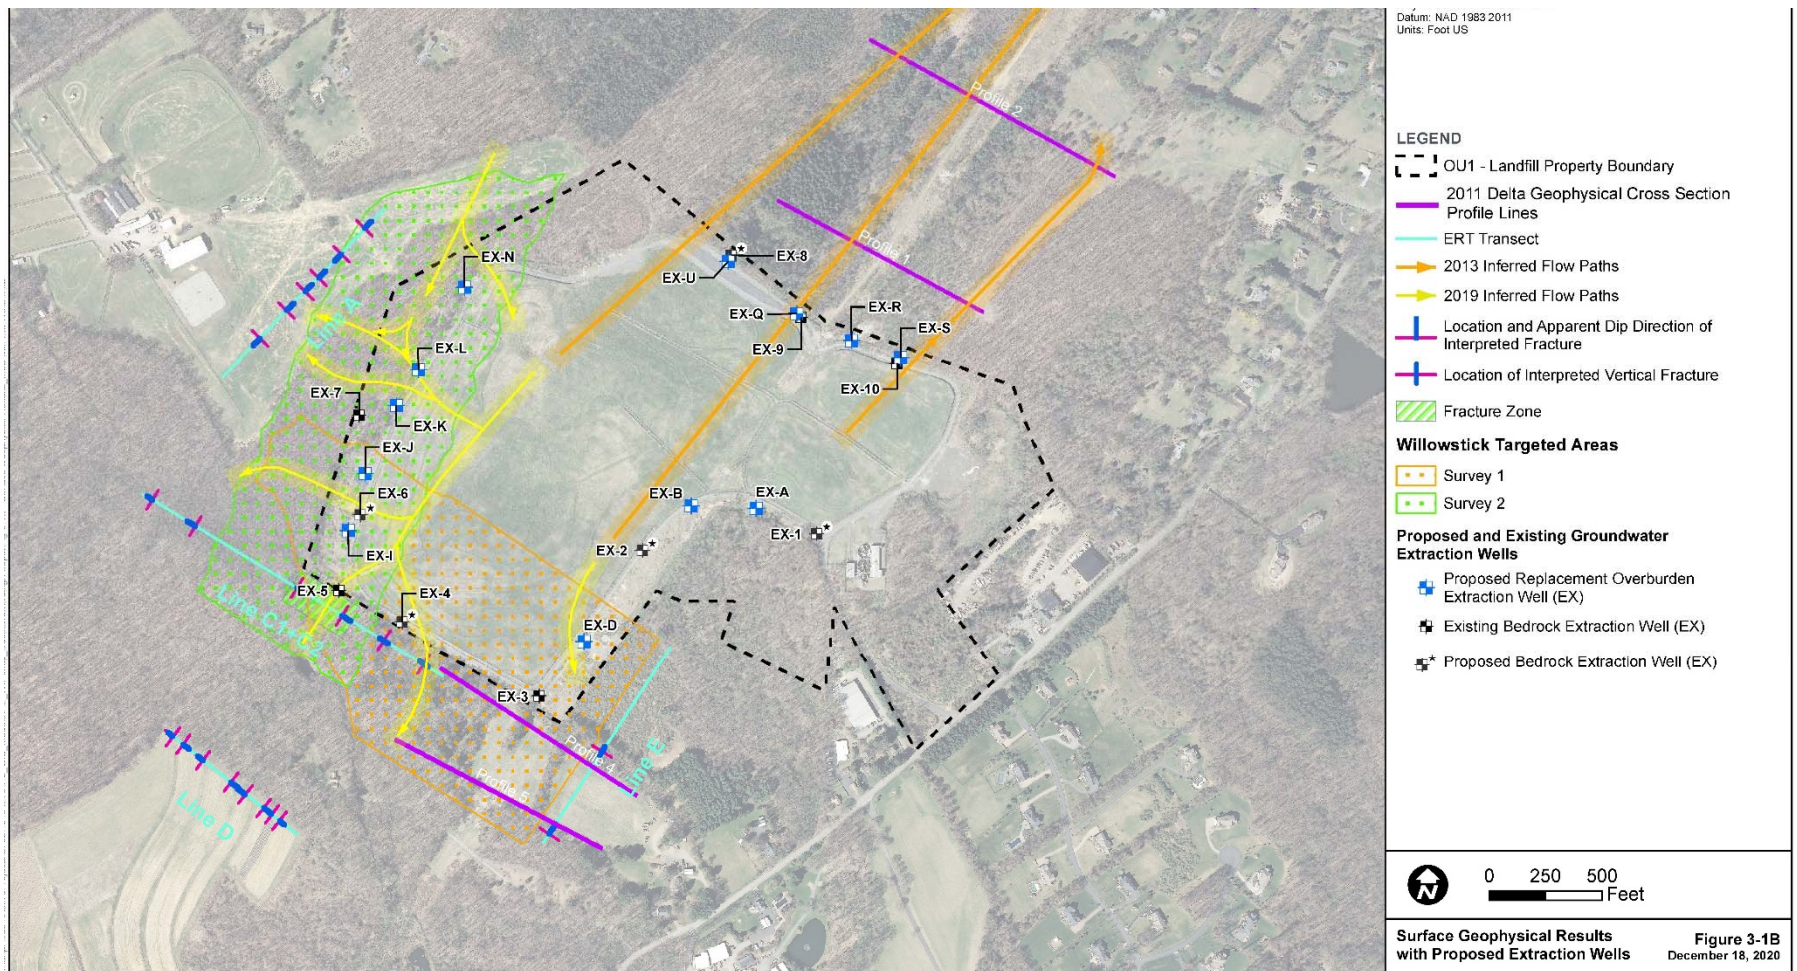 Datum: NAD 1983 2011
Units: Foot US
LEGEND
OU1 - Landfill Property Boundary
2011 Delta Geophysical Cross Section
Profile Lines
ERT Transect
2013 Inferred Flow Paths
2019 Inferred Flow Paths
Location and Apparent Dip Direction of
Interpreted Fracture
Location of Interpreted Vertical Fracture
Fracture Zone
Willowstick Targeted Areas
Survey 1
Survey 2
Proposed and Existing Groundwater
Extraction Wells
Proposed Replacement Overburden
Extraction Well (EX)
Existing Bedrock Extraction Well (EX)
Proposed Bedrock Extraction Well (EX)
N
0 250 500
Feet
Surface Geophysical Results
with Proposed Extraction Wells
Figure 3-1B
December 18, 2020
Profile 2
Profile 1
EX-N
EX-8
EX-U
EX-Q
EX-R
EX-S
EX-9
EX-10
Line A
EX-L
EX-7
EX-K
EX-J
EX-6
EX-B
EX-A
EX-1
EX-2
EX-I
EX-5
EX-4
Line C1+C2
EX-D
EX-3
Profile 4
Line E
Profile 5
Line D